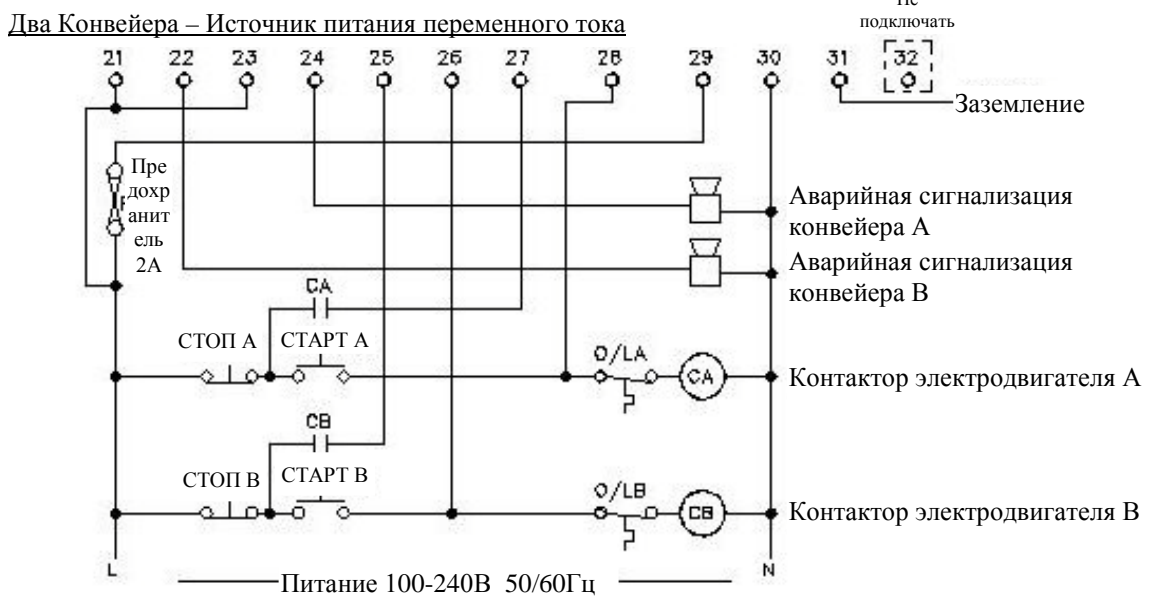 Два Конвейера – Источник питания переменного тока
подключать
21 22 23 24 25 26 27 28 29 30 31 32
Заземление
Пре
дохр
анит
ель
2А
Аварийная сигнализация
конвейера А
Аварийная сигнализация
конвейера В
CA
СТОП А СТАРТ А
O/LA
CA
Контактор электродвигателя А
CB
СТОП В СТАРТ В
O/LB
CB
Контактор электродвигателя В
L
Питание 100-240В 50/60Гц
N